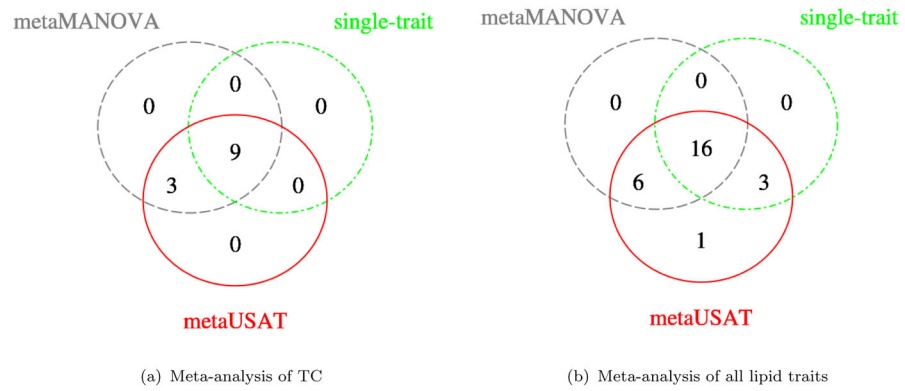 metaMANOVA single-trait
0
0 0
9
3 0
0
metaUSAT
(a) Meta-analysis of TC
metaMANOVA single-trait
0
0 0
16
6 3
1
metaUSAT
(b) Meta-analysis of all lipid traits